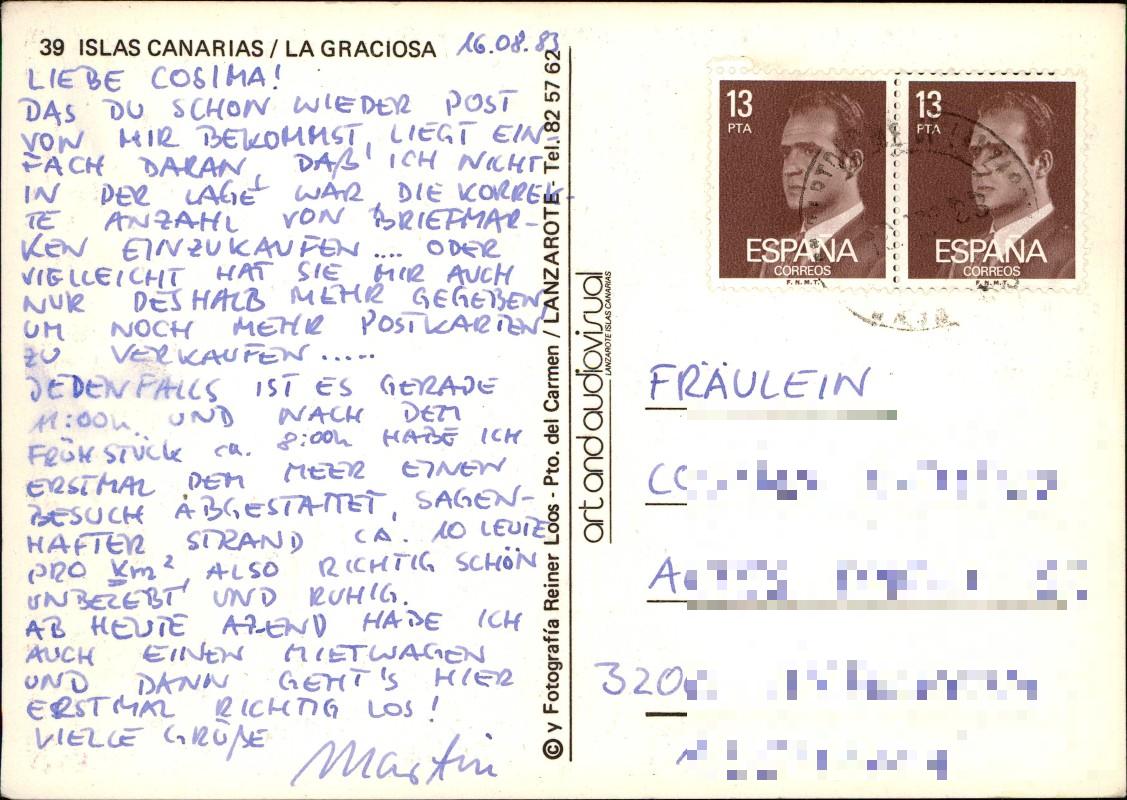 39 ISLAS CANARIAS / LA GRACIOSA
16.08.83
LIEBE COSIMA!
DAS DU SCHON WIEDER POST
VON MIR BEKOMMST, LIEGT EIN-
FACH DARAN, DAß ICH NICHT
IN DER LAGE WAR DIE KORREK-
TE ANZAHL VON BRIEFMAR-
KEN EINZUKAUFEN .... ODER
VIELLEICHT HAT SIE MIR AUCH
NUR DESHALB MEHR GEGEBEN,
UM NOCH MEHR POSTKARTEN
ZU VERKAUFEN ......
JEDENFALLS IST ES GERADE
11:00h UND NACH DEM
FRÜHSTÜCK ca. 8:00h HABE ICH
ERSTMAL DEM MEER EINEN
BESUCH ABGESTATTET, SAGEN-
HAFTER STRAND CA. 10 LEUTE
PRO Km², ALSO RICHTIG SCHÖN
UNBELEBT UND RUHIG.
AB HEUTE ABEND HABE ICH
AUCH EINEN MIETWAGEN
UND DANN GEHT'S HIER
ERSTMAL RICHTIG LOS!
VIELLE GRÜßE
Martin
© y Fotografía Reiner Loos - Pto. del Carmen / LANZAROTE - Tel. 82 57 62
art and audiovisual
LANZAROTE ISLAS CANARIAS
13 PTA
ESPAÑA
CORREOS
F.N.M.T.
13 PTA
ESPAÑA
CORREOS
F.N.M.T.
FRÄULEIN
320